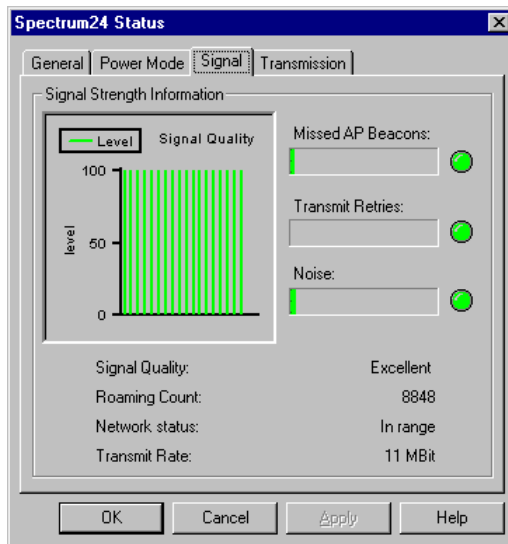 Spectrum24 Status
General Power Mode Signal Transmission
Signal Strength Information
Level Signal Quality
100
50
0
level
Missed AP Beacons:
Transmit Retries:
Noise:
Signal Quality: Excellent
Roaming Count: 8848
Network status: In range
Transmit Rate: 11 MBit
OK Cancel Apply Help